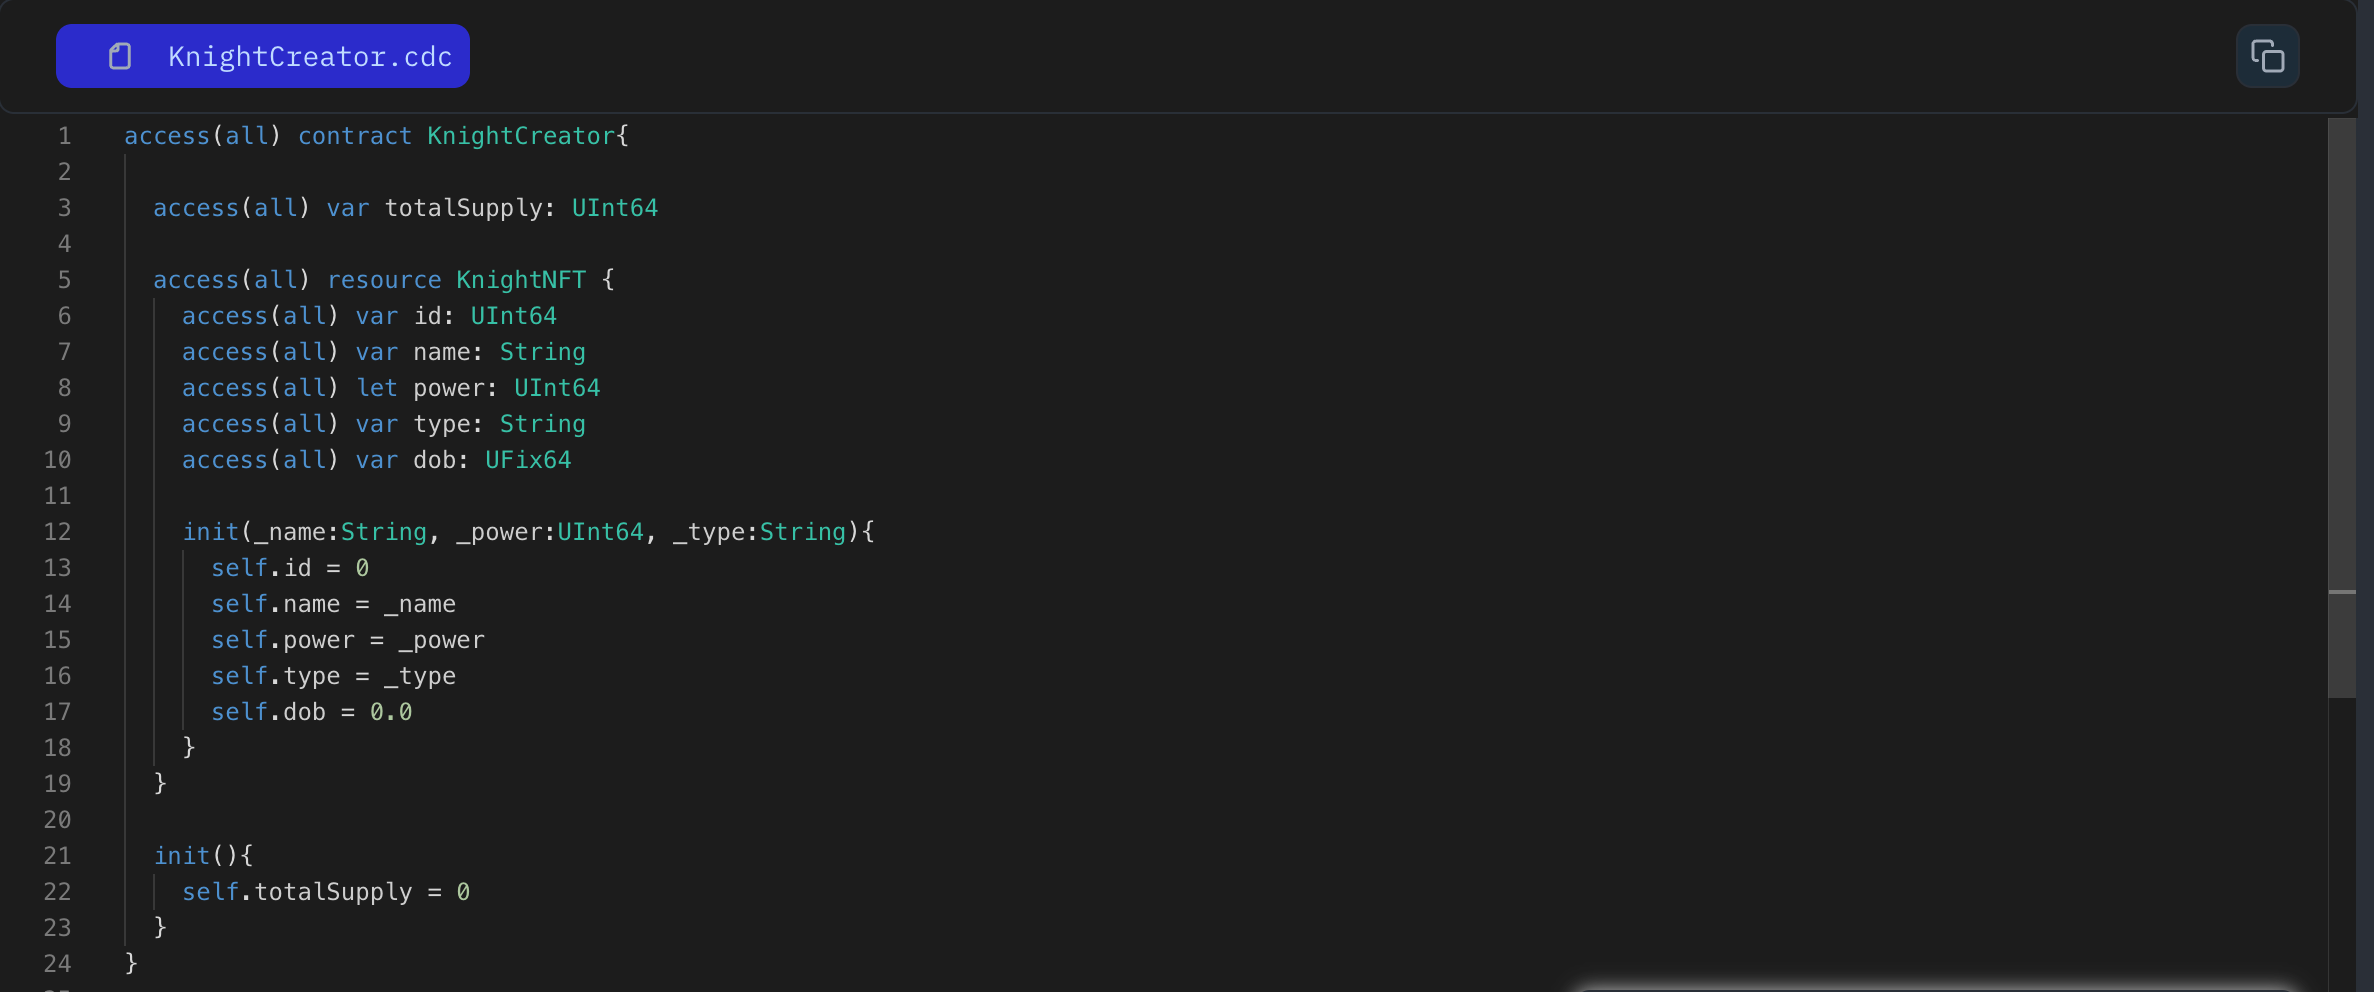 KnightCreator.cdc
1 access(all) contract KnightCreator{
2
3 access(all) var totalSupply: UInt64
4
5 access(all) resource KnightNFT {
6 access(all) var id: UInt64
7 access(all) var name: String
8 access(all) let power: UInt64
9 access(all) var type: String
10 access(all) var dob: UFix64
11
12 init(_name:String, _power:UInt64, _type:String){
13 self.id = 0
14 self.name = _name
15 self.power = _power
16 self.type = _type
17 self.dob = 0.0
18 }
19 }
20
21 init(){
22 self.totalSupply = 0
23 }
24 }